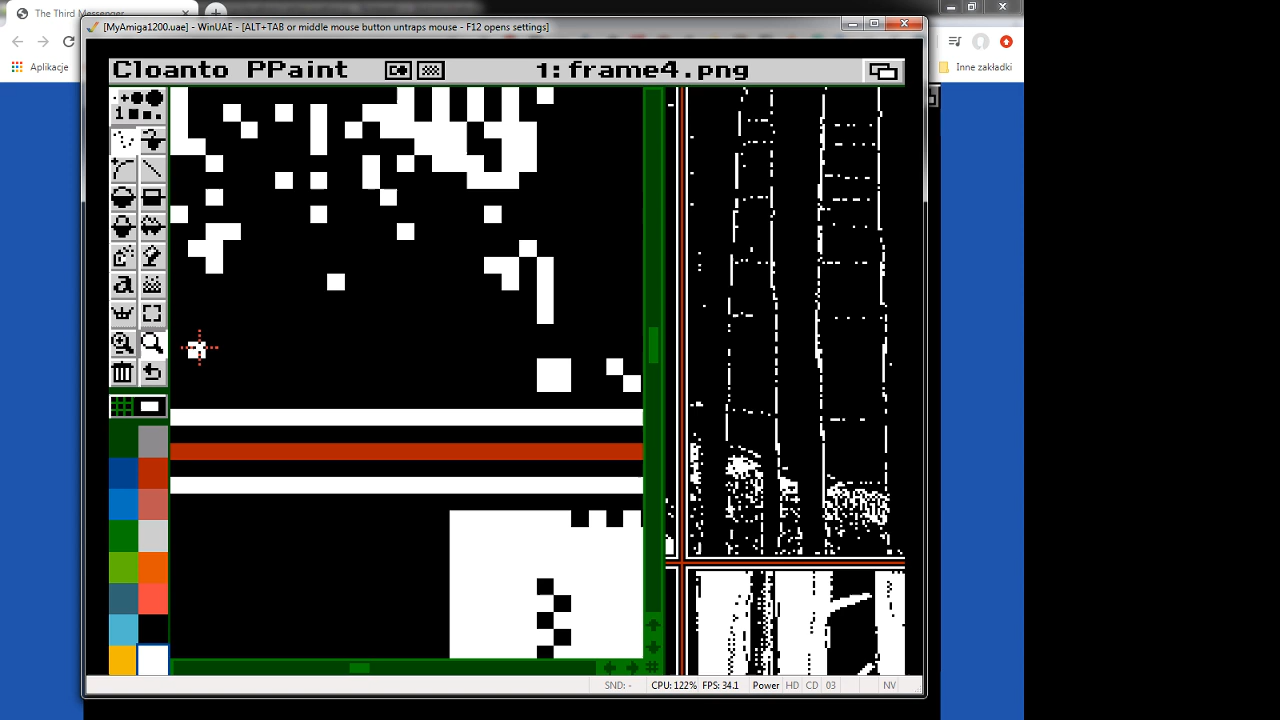 The Third Messenger
[MyAmiga1200.uae] - WinUAE - [ALT+TAB or middle mouse button untraps mouse - F12 opens settings]
Aplikacje
Inne zakładki
Cloanto PPaint
1:frame4.png
1
a
SND: -
CPU: 122%
FPS: 34.1
Power
HD
CD
03
NV